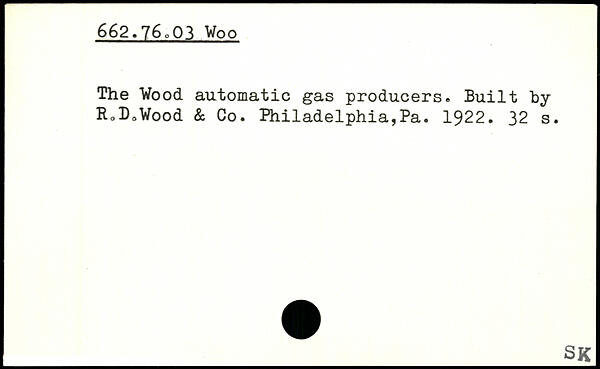 662.76.03 Woo
The Wood automatic gas producers. Built by
R.D.Wood & Co. Philadelphia,Pa. 1922. 32 s.
SK